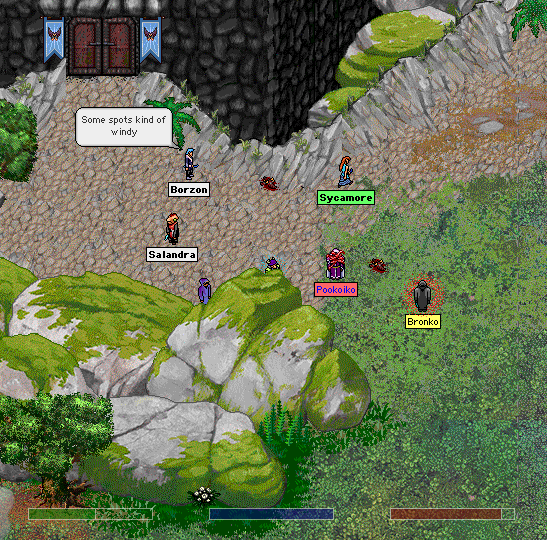 Some spots kind of
windy
Borzon
Sycamore
Salandra
Pookoiko
Bronko